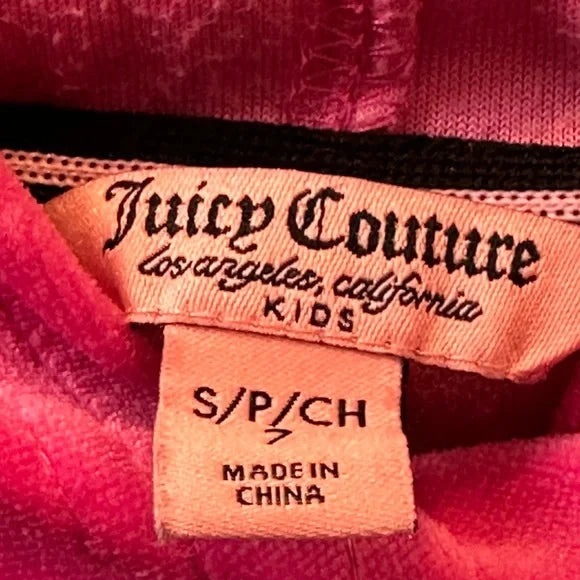 Juicy Couture
los angeles, california
KIDS
S/P/CH
7
MADE IN
CHINA